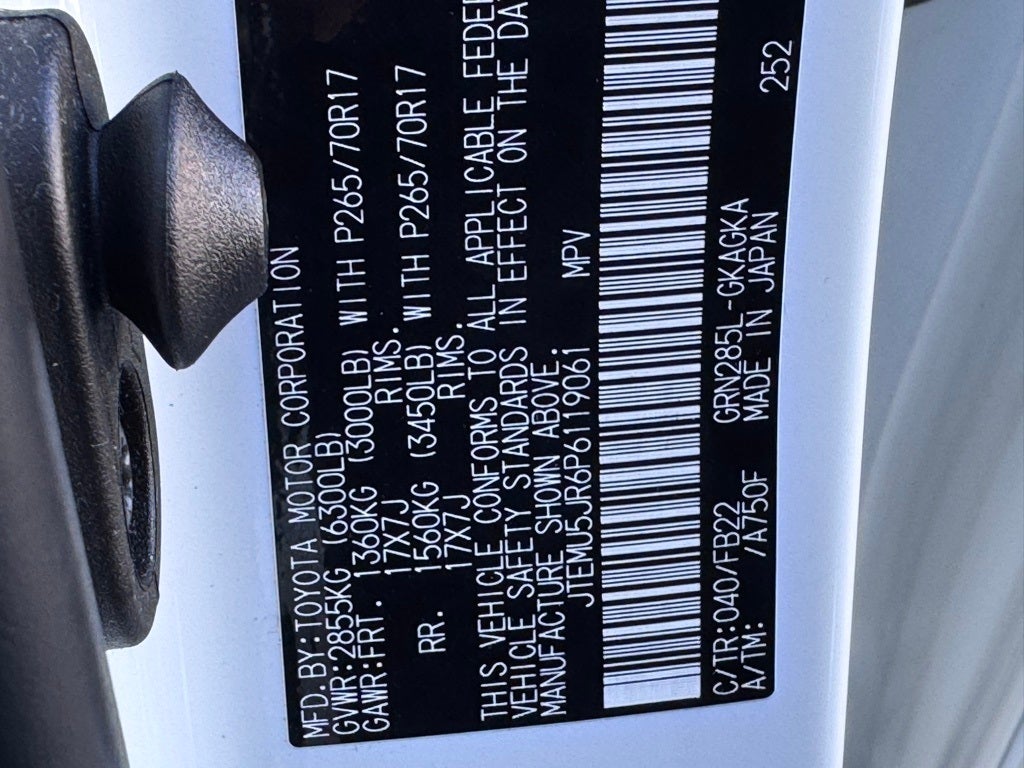 MFD.BY:TOYOTA MOTOR CORPORATION
GVWR:2855KG (6300LB)
GAWR:FRT. 1360KG (3000LB) WITH P265/70R17
17X7J RIMS.
RR. 1560KG (3450LB) WITH P265/70R17
17X7J RIMS.
THIS VEHICLE CONFORMS TO ALL APPLICABLE
VEHICLE SAFETY STANDARDS IN EFFECT ON THE
MANUFACTURE SHOWN ABOVE.
JTEMU5JR6P6119061 MPV
C/TR:040/FB22 GRN285L-GKAGKA 252
A/TM: /A750F MADE IN JAPAN